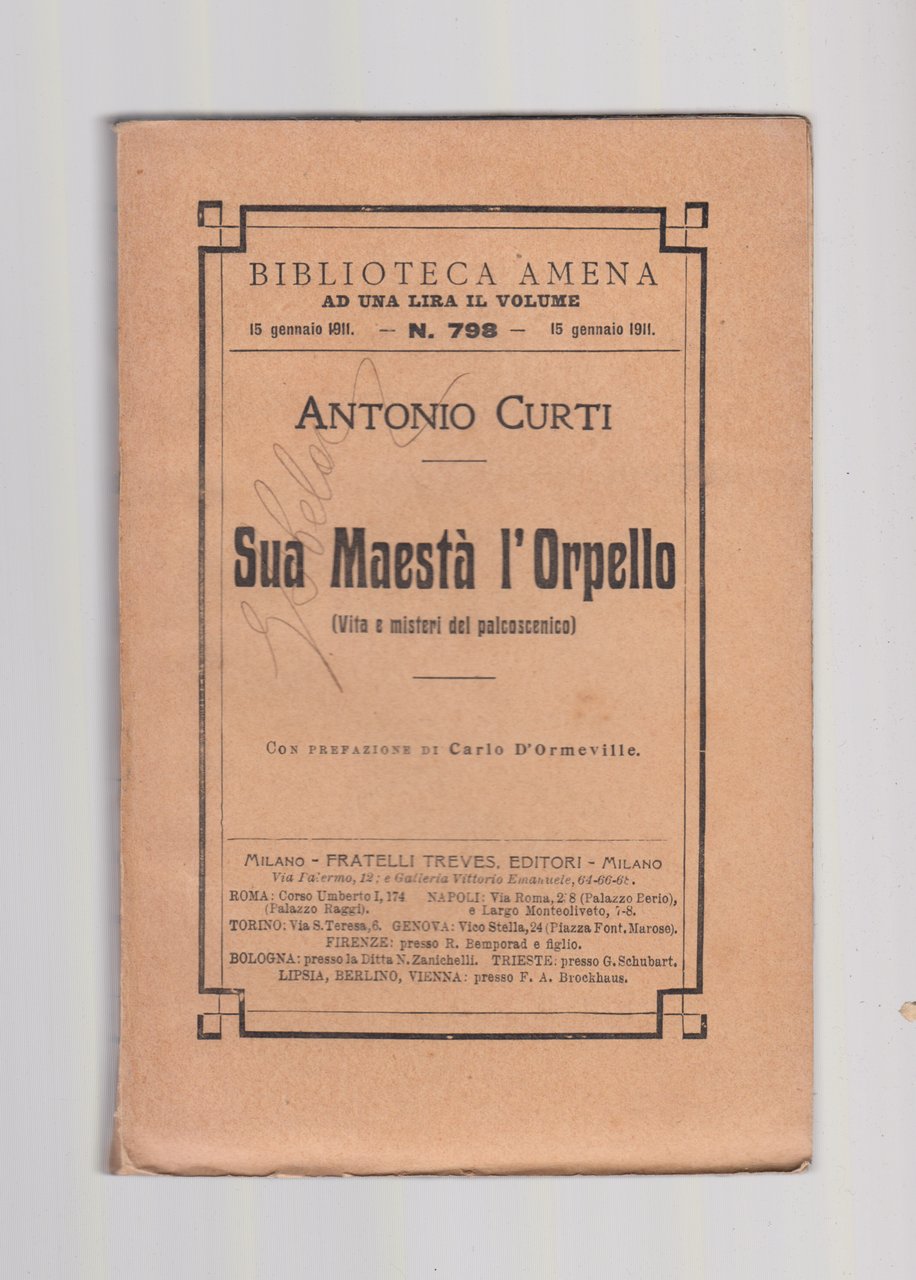 BIBLIOTECA AMENA
AD UNA LIRA IL VOLUME
15 gennaio 1911. — N. 798 — 15 gennaio 1911.
ANTONIO CURTI
Sua Maestà l'Orpello
(Vita e misteri del palcoscenico)
CON PREFAZIONE DI Carlo D'Ormeville.
MILANO - FRATELLI TREVES, EDITORI - MILANO
Via Palermo, 12; e Galleria Vittorio Emanuele, 64-66-68.
ROMA: Corso Umberto I, 174 NAPOLI: Via Roma, (Palazzo Berio),
(Palazzo Raggi). e Largo Monteoliveto, 7-8.
TORINO: Via S. Teresa, 6. GENOVA: Vico Stella, 24 (Piazza Font. Marose).
FIRENZE: presso R. Bemporad e figlio.
BOLOGNA: presso la Ditta N. Zanichelli. TRIESTE: presso G. Schubart.
LIPSIA, BERLINO, VIENNA: presso F. A. Brockhaus.